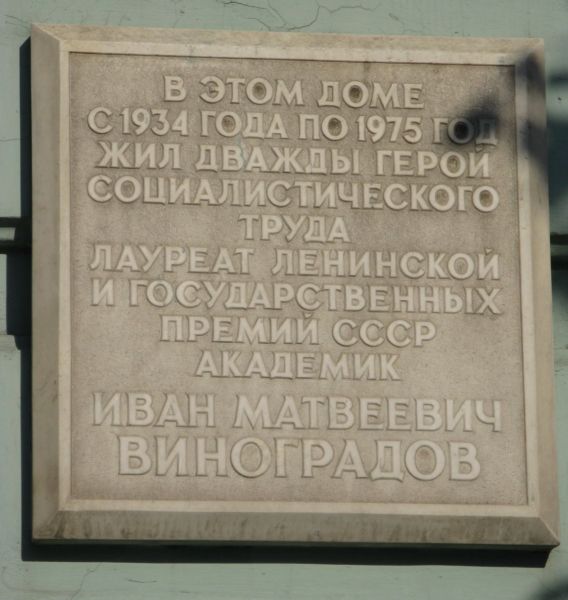 В ЭТОМ ДОМЕ
С 1934 ГОДА ПО 1975 ГОД
ЖИЛ ДВАЖДЫ ГЕРОЙ
СОЦИАЛИСТИЧЕСКОГО
ТРУДА
ЛАУРЕАТ ЛЕНИНСКОЙ
И ГОСУДАРСТВЕННЫХ
ПРЕМИЙ СССР
АКАДЕМИК
ИВАН МАТВЕЕВИЧ
ВИНОГРАДОВ